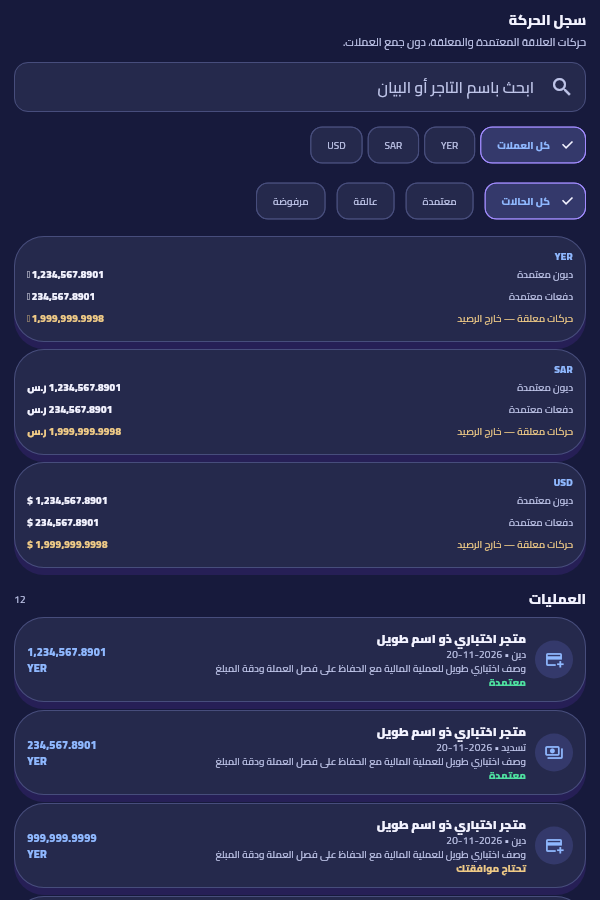 سجل الحركة
حركات العلاقة المعتمدة والمعلقة، دون جمع العملات.
ابحث باسم التاجر أو البيان
كل العملات
YER
SAR
USD
كل الحالات
معتمدة
عالقة
مرفوضة
YER
ديون معتمدة 1,234,567.8901
دفعات معتمدة 234,567.8901
حركات معلقة — خارج الرصيد 1,999,999.9998
SAR
ديون معتمدة 1,234,567.8901 ر.س
دفعات معتمدة 234,567.8901 ر.س
حركات معلقة — خارج الرصيد 1,999,999.9998 ر.س
USD
ديون معتمدة $ 1,234,567.8901
دفعات معتمدة $ 234,567.8901
حركات معلقة — خارج الرصيد $ 1,999,999.9998
العمليات 12
متجر اختباري ذو اسم طويل
دين • 2026-11-20
وصف اختباري طويل للعملية المالية مع الحفاظ على فصل العملة ودقة المبلغ
معتمدة
1,234,567.8901
YER
متجر اختباري ذو اسم طويل
تسديد • 2026-11-20
وصف اختباري طويل للعملية المالية مع الحفاظ على فصل العملة ودقة المبلغ
معتمدة
234,567.8901
YER
متجر اختباري ذو اسم طويل
دين • 2026-11-20
وصف اختباري طويل للعملية المالية مع الحفاظ على فصل العملة ودقة المبلغ
تحتاج موافقتك
999,999.9999
YER